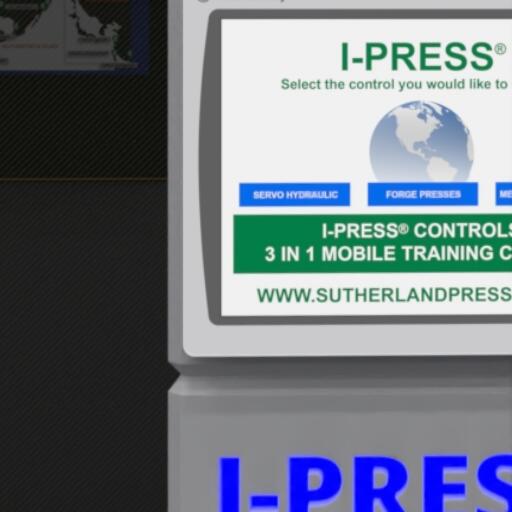 I-PRESS®
Select the control you would like to
SERVO HYDRAULIC
FORGE PRESSES
ME
I-PRESS® CONTROLS
3 IN 1 MOBILE TRAINING C
WWW.SUTHERLANDPRESS
I-PRES